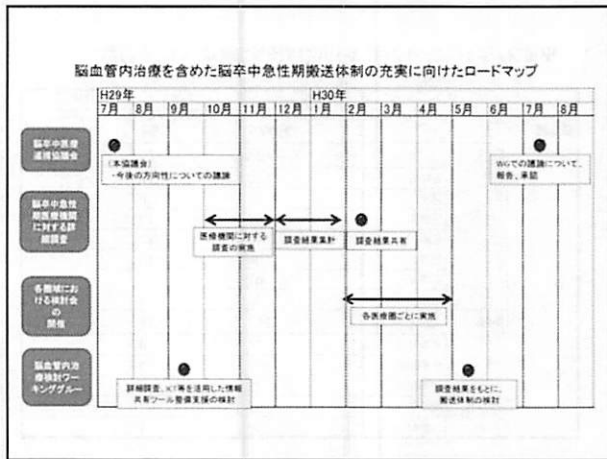 脳血管内治療を含めた脳卒中急性期搬送体制の充実に向けたロードマップ
H29年
H30年
7月 8月 9月 10月 11月 12月 1月 2月 3月 4月 5月 6月 7月 8月
脳卒中医療
連携協議会
(本協議会)
・今後の方向性についての議論
WGでの議論について、
報告、承認
脳卒中急性
期医療機関
に対する詳
細調査
医療機関に対する
調査の実施
調査結果集計
調査結果共有
各圏域にお
ける検討会
の
開催
各医療圏ごとに実施
脳血管内治
療検討ワー
キンググルー
詳細調査、ICT等を活用した情報
共有ツール整備支援の検討
調査結果をもとに、
搬送体制の検討